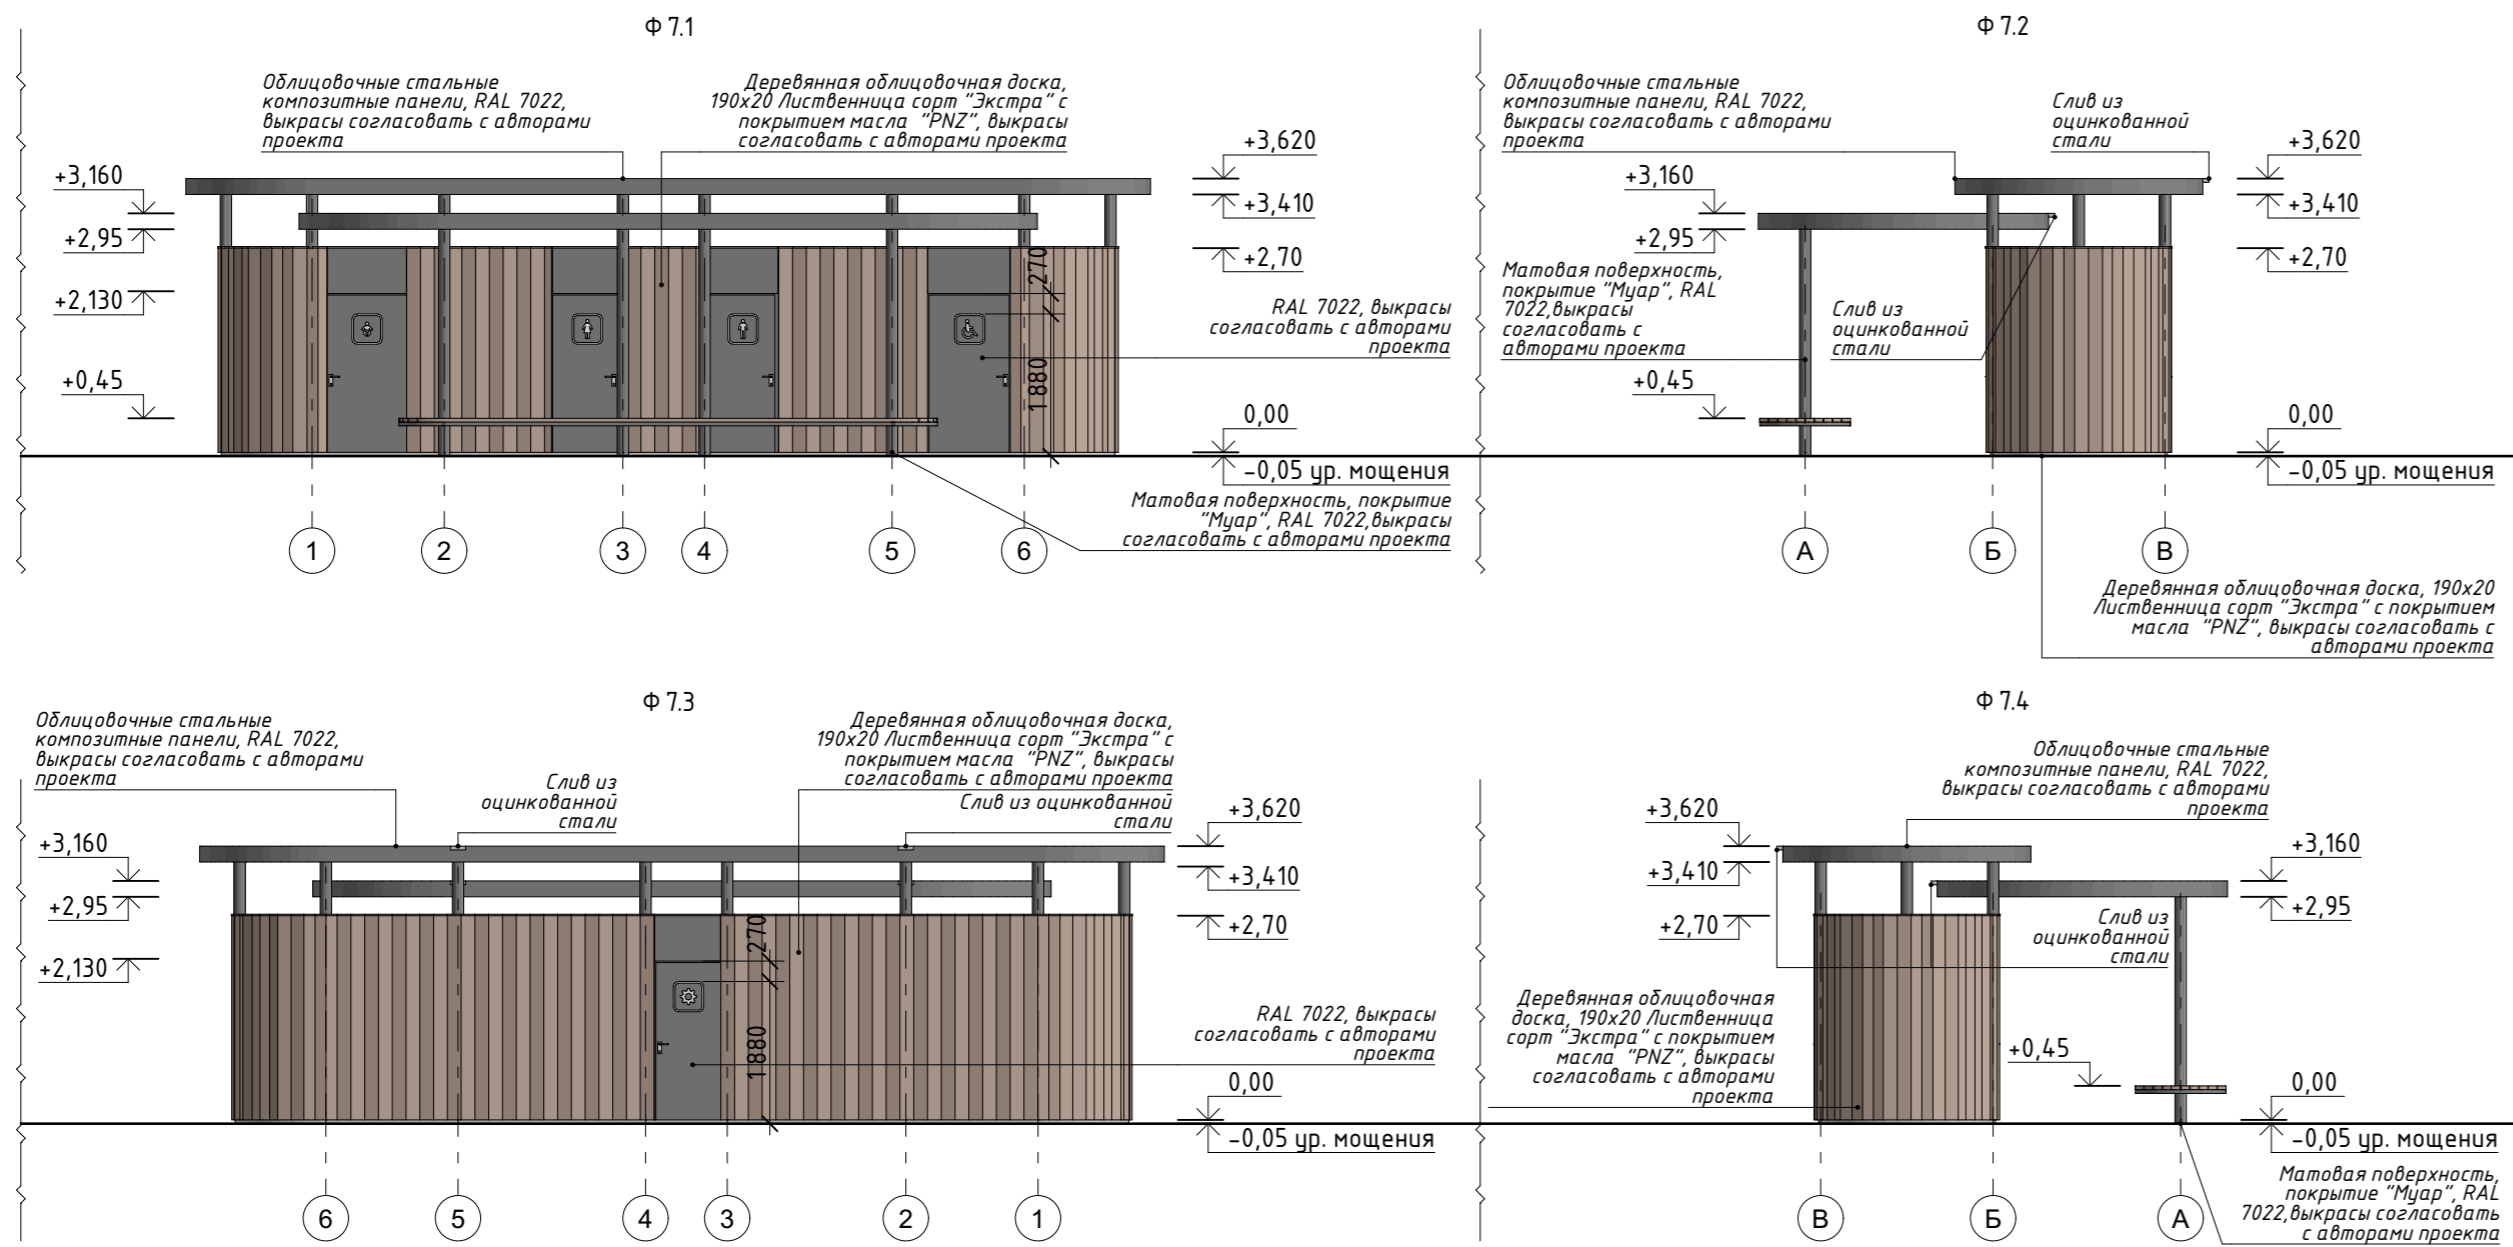 Ф 7.1
Облицовочные стальные
композитные панели, RAL 7022,
выкрасы согласовать с авторами
проекта
Деревянная облицовочная доска,
190х20 Лиственница сорт "Экстра" с
покрытием масла "PNZ", выкрасы
согласовать с авторами проекта
+3,160
+2,95
+2,130
+0,45
+3,620
+3,410
+2,70
270
1880
RAL 7022, выкрасы
согласовать с авторами
проекта
0,00
-0,05 ур. мощения
Матовая поверхность, покрытие
"Муар", RAL 7022,выкрасы
согласовать с авторами проекта
1
2
3
4
5
6
Ф 7.2
Облицовочные стальные
композитные панели, RAL 7022,
выкрасы согласовать с авторами
проекта
Слив из
оцинкованной
стали
+3,160
+2,95
+3,620
+3,410
+2,70
Матовая поверхность,
покрытие "Муар", RAL
7022,выкрасы
согласовать с
авторами проекта
Слив из
оцинкованной
стали
+0,45
0,00
-0,05 ур. мощения
А
Б
В
Деревянная облицовочная доска, 190х20
Лиственница сорт "Экстра" с покрытием
масла "PNZ", выкрасы согласовать с
авторами проекта
Ф 7.3
Облицовочные стальные
композитные панели, RAL 7022,
выкрасы согласовать с авторами
проекта
Слив из
оцинкованной
стали
Деревянная облицовочная доска,
190х20 Лиственница сорт "Экстра" с
покрытием масла "PNZ", выкрасы
согласовать с авторами проекта
Слив из оцинкованной
стали
+3,160
+2,95
+2,130
+3,620
+3,410
+2,70
270
1880
RAL 7022, выкрасы
согласовать с авторами
проекта
0,00
-0,05 ур. мощения
6
5
4
3
2
1
Ф 7.4
Облицовочные стальные
композитные панели, RAL 7022,
выкрасы согласовать с авторами
проекта
+3,620
+3,410
+2,70
+3,160
+2,95
Слив из
оцинкованной
стали
Деревянная облицовочная
доска, 190х20 Лиственница
сорт "Экстра" с покрытием
масла "PNZ", выкрасы
согласовать с авторами
проекта
+0,45
0,00
-0,05 ур. мощения
В
Б
А
Матовая поверхность,
покрытие "Муар", RAL
7022,выкрасы согласовать
с авторами проекта